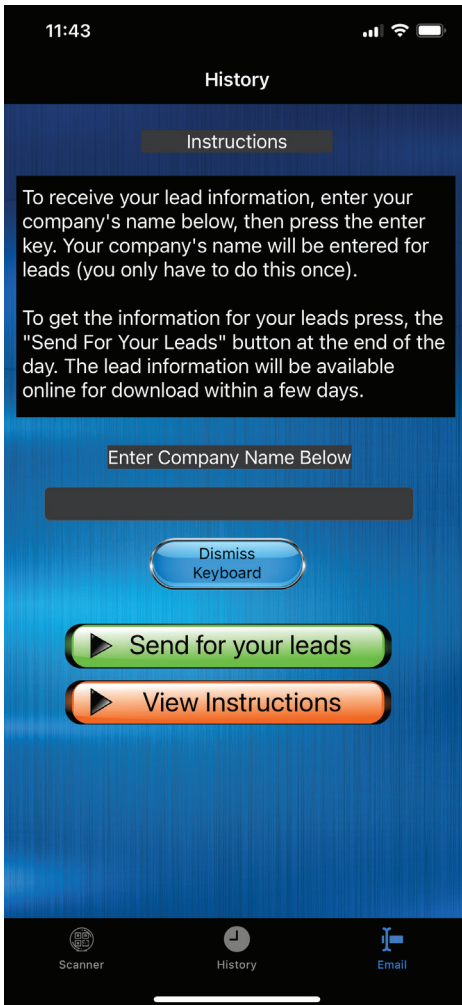 11:43
History
Instructions
To receive your lead information, enter your
company's name below, then press the enter
key. Your company's name will be entered for
leads (you only have to do this once).
To get the information for your leads press, the
"Send For Your Leads" button at the end of the
day. The lead information will be available
online for download within a few days.
Enter Company Name Below
Dismiss
Keyboard
Send for your leads
View Instructions
Scanner History Email